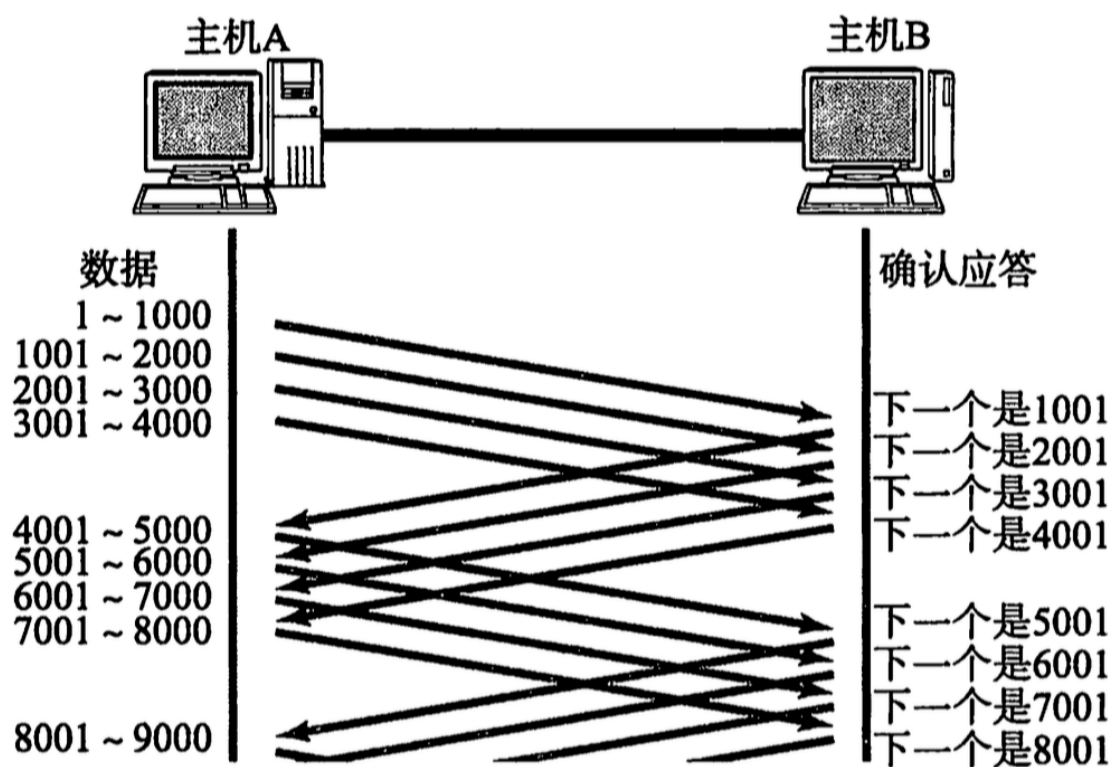 主机A
主机B
数据
确认应答
1 ~ 1000
1001 ~ 2000
2001 ~ 3000
3001 ~ 4000
下一个是1001
下一个是2001
下一个是3001
下一个是4001
4001 ~ 5000
5001 ~ 6000
6001 ~ 7000
7001 ~ 8000
下一个是5001
下一个是6001
下一个是7001
下一个是8001
8001 ~ 9000